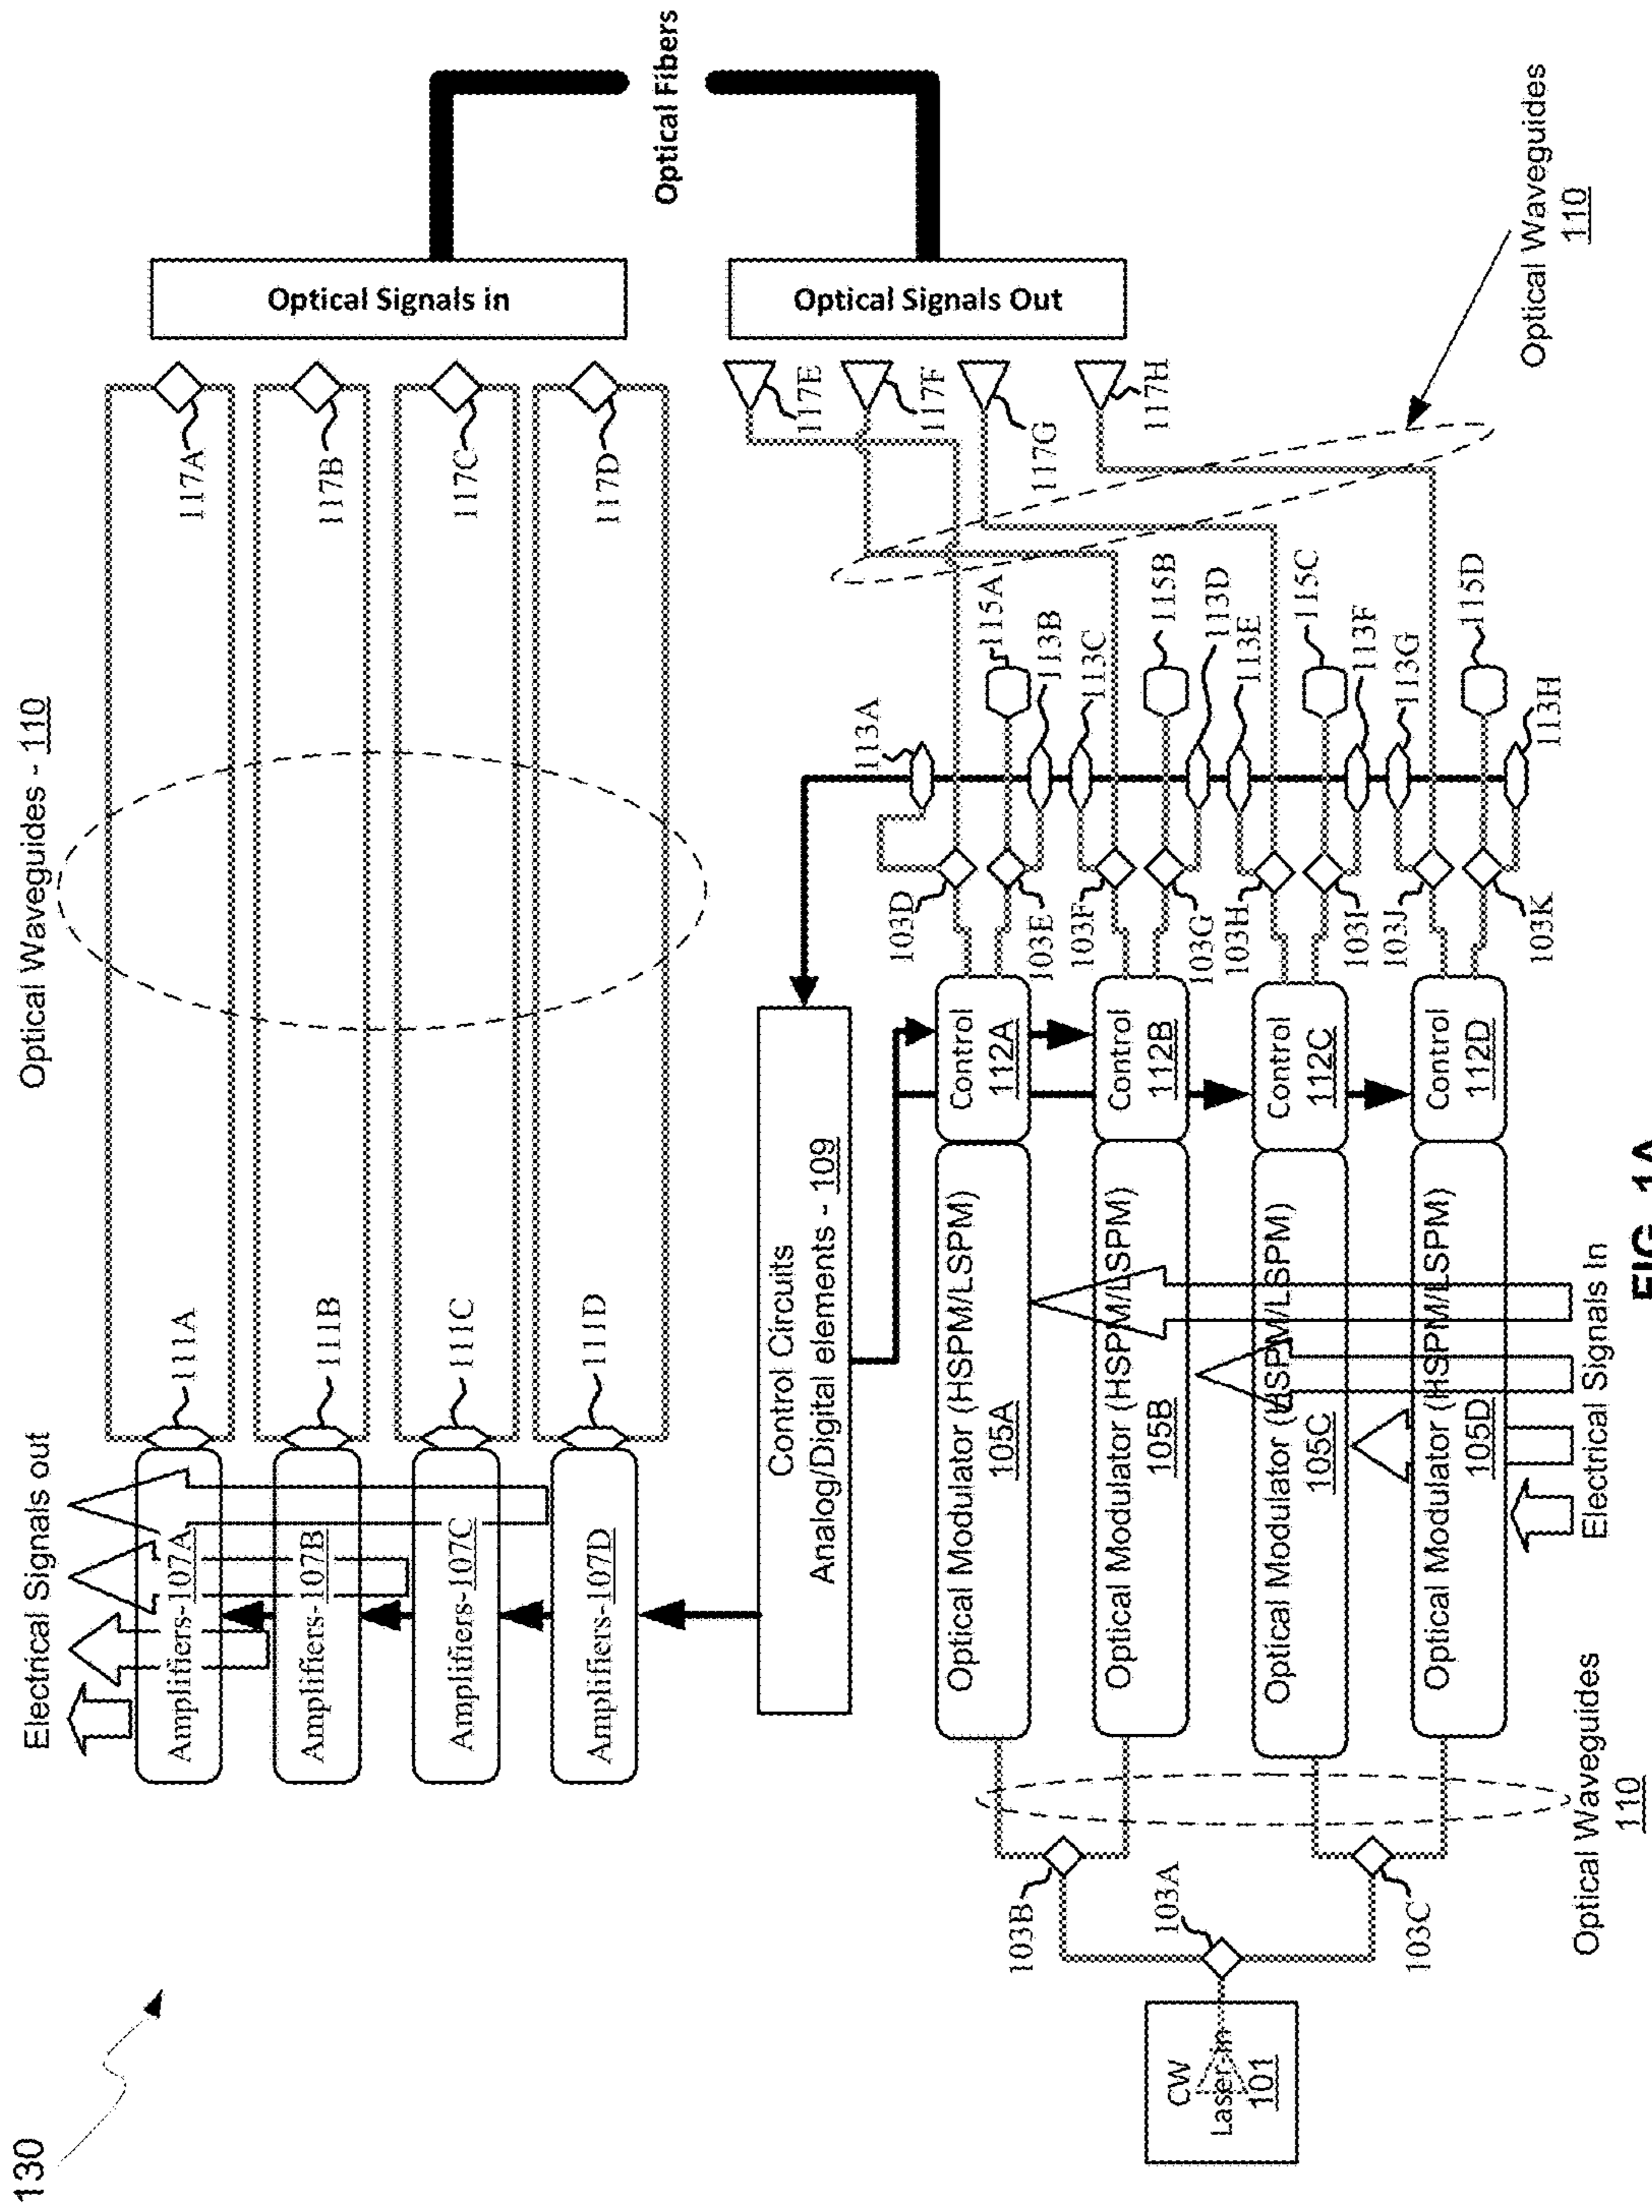 130
Electrical Signals out
Optical Waveguides - 110
Amplifiers-107A
Amplifiers-107B
Amplifiers-107C
Amplifiers-107D
111A
111B
111C
111D
117A
117B
117C
117D
Optical Signals in
Optical Fibers
Optical Signals Out
Control Circuits
Analog/Digital elements - 109
CW
Laser-In
101
103A
103B
103C
Optical Modulator (HSPM/LSPM)
105A
Optical Modulator (HSPM/LSPM)
105B
Optical Modulator (HSPM/LSPM)
105C
Optical Modulator (HSPM/LSPM)
105D
Control
112A
Control
112B
Control
112C
Control
112D
103D
103E
103F
103G
103H
103I
103J
103K
113A
115A
113B
113C
115B
113D
113E
115C
113F
113G
115D
113H
117E
117F
117G
117H
Optical Waveguides
110
Optical Waveguides
110
Electrical Signals In
FIG. 1A